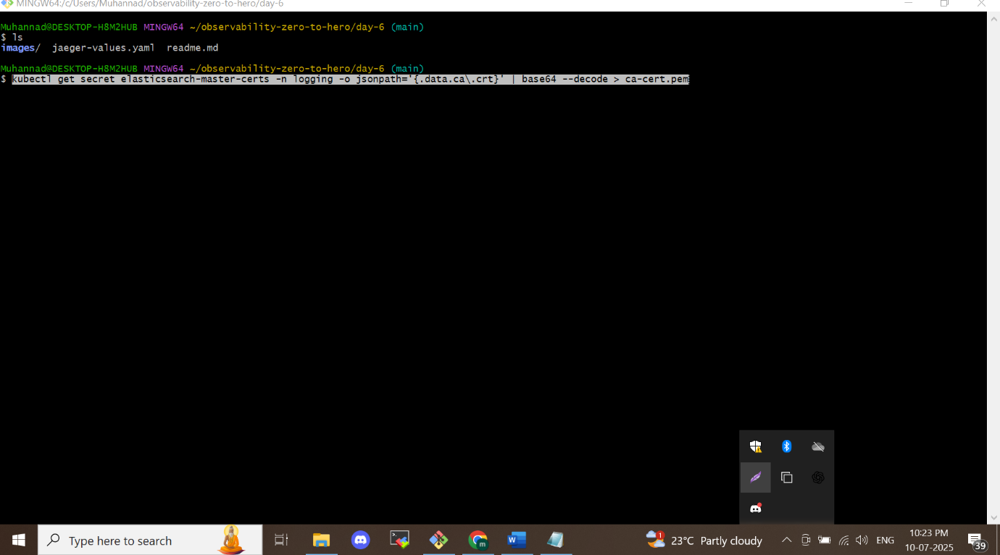 MINGW64:/c/Users/Muhannad/observability-zero-to-hero/day-6
Muhannad@DESKTOP-H8M2HUB MINGW64 ~/observability-zero-to-hero/day-6 (main)
$ ls
images/  jaeger-values.yaml  readme.md
Muhannad@DESKTOP-H8M2HUB MINGW64 ~/observability-zero-to-hero/day-6 (main)
$ kubectl get secret elasticsearch-master-certs -n logging -o jsonpath='{.data.ca\.crt}' | base64 --decode > ca-cert.pem
Type here to search
1
23°C Partly cloudy
ENG
10:23 PM
10-07-2025
39